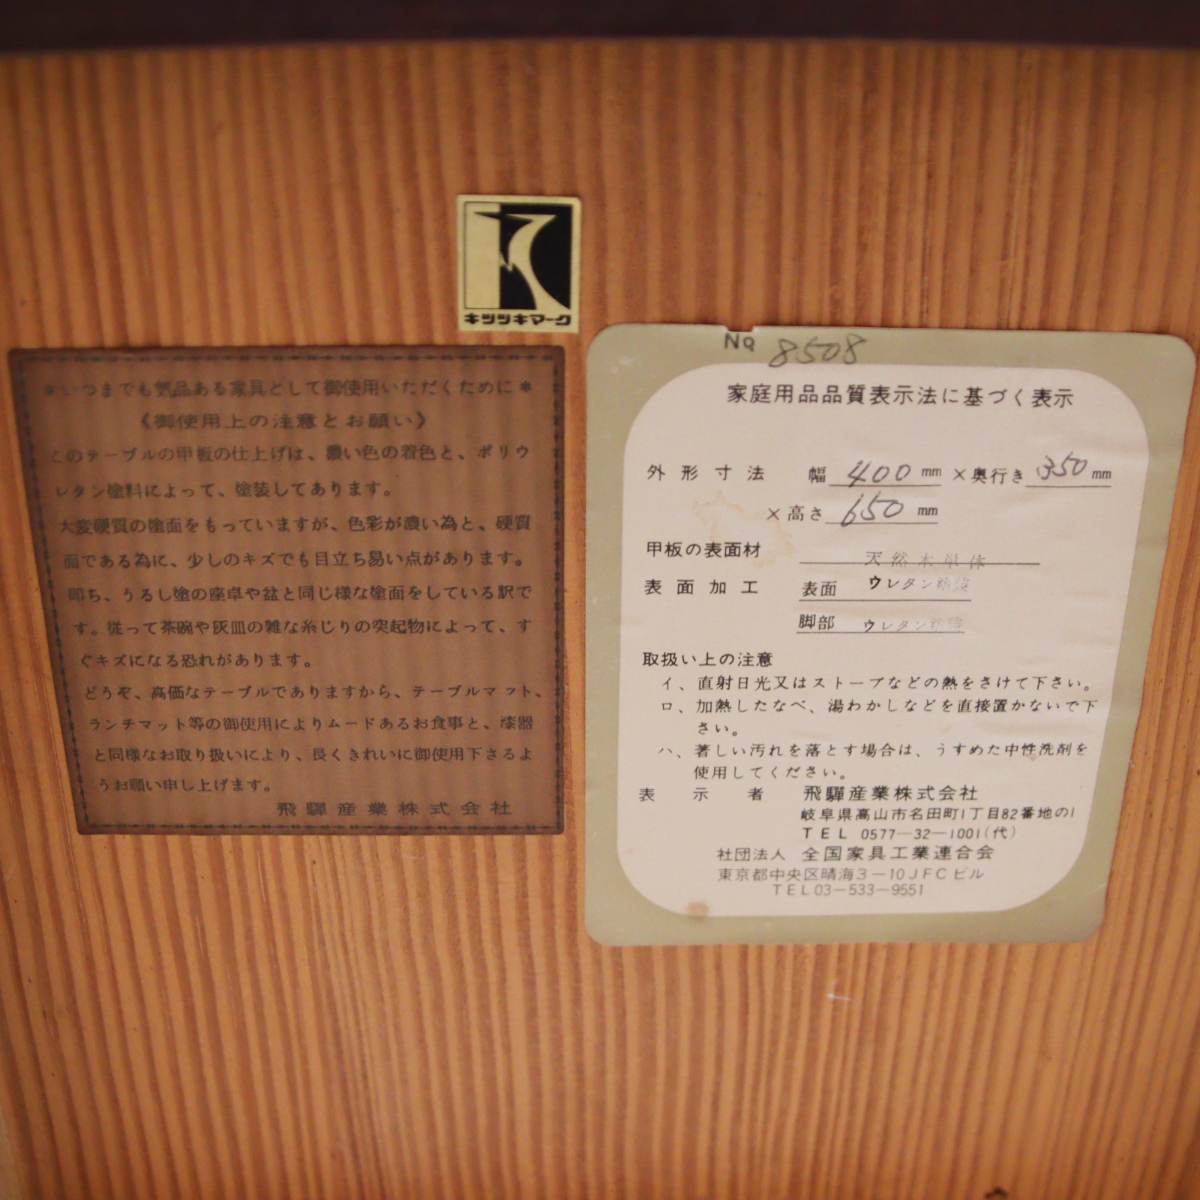 キツツキマーク
＊いつまでも気品ある家具として御使用いただくために＊
《御使用上の注意とお願い》
このテーブルの甲板の仕上げは、濃い色の着色と、ポリウ
レタン塗料によって、塗装してあります。
大変硬質の塗面をもっていますが、色彩が濃い為と、硬質
面である為に、少しのキズでも目立ち易い点があります。
即ち、うるし塗の座卓や盆と同じ様な塗面をしている訳で
す。従って茶碗や灰皿の雑な糸じりの突起物によって、す
ぐキズになる恐れがあります。
どうぞ、高価なテーブルでありますから、テーブルマット、
ランチマット等の御使用によりムードあるお食事と、漆器
と同様なお取り扱いにより、長くきれいに御使用下さるよ
うお願い申し上げます。
飛驒産業株式会社
No 8508
家庭用品品質表示法に基づく表示
外形寸法 幅 400 mm ×奥行き 350 mm
×高さ 650 mm
甲板の表面材 天然木単体
表面加工 表面 ウレタン塗装
脚部 ウレタン塗装
取扱い上の注意
イ、直射日光又はストーブなどの熱をさけて下さい。
ロ、加熱したなべ、湯わかしなどを直接置かないで下
さい。
ハ、著しい汚れを落とす場合は、うすめた中性洗剤を
使用してください。
表示者 飛驒産業株式会社
岐阜県高山市名田町1丁目82番地の1
TEL 0577-32-1001(代)
社団法人 全国家具工業連合会
東京都中央区晴海3-10JFCビル
TEL03-533-9551